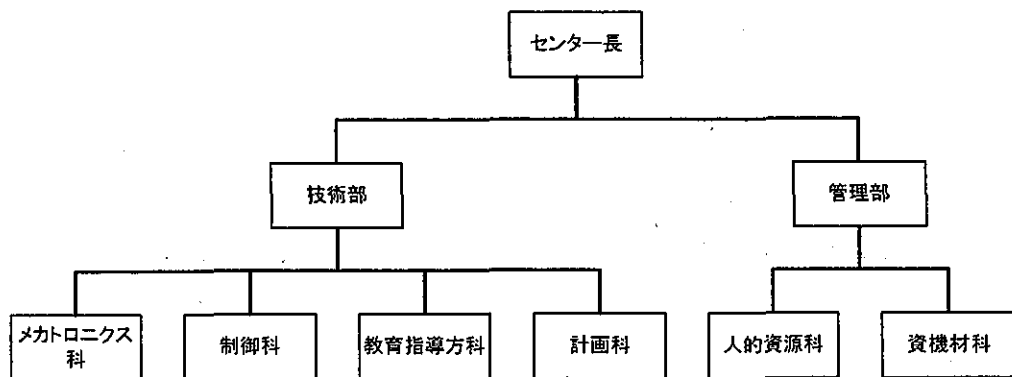 センター長
技術部
管理部
メカトロニクス
科
制御科
教育指導方科
計画科
人的資源科
資機材科